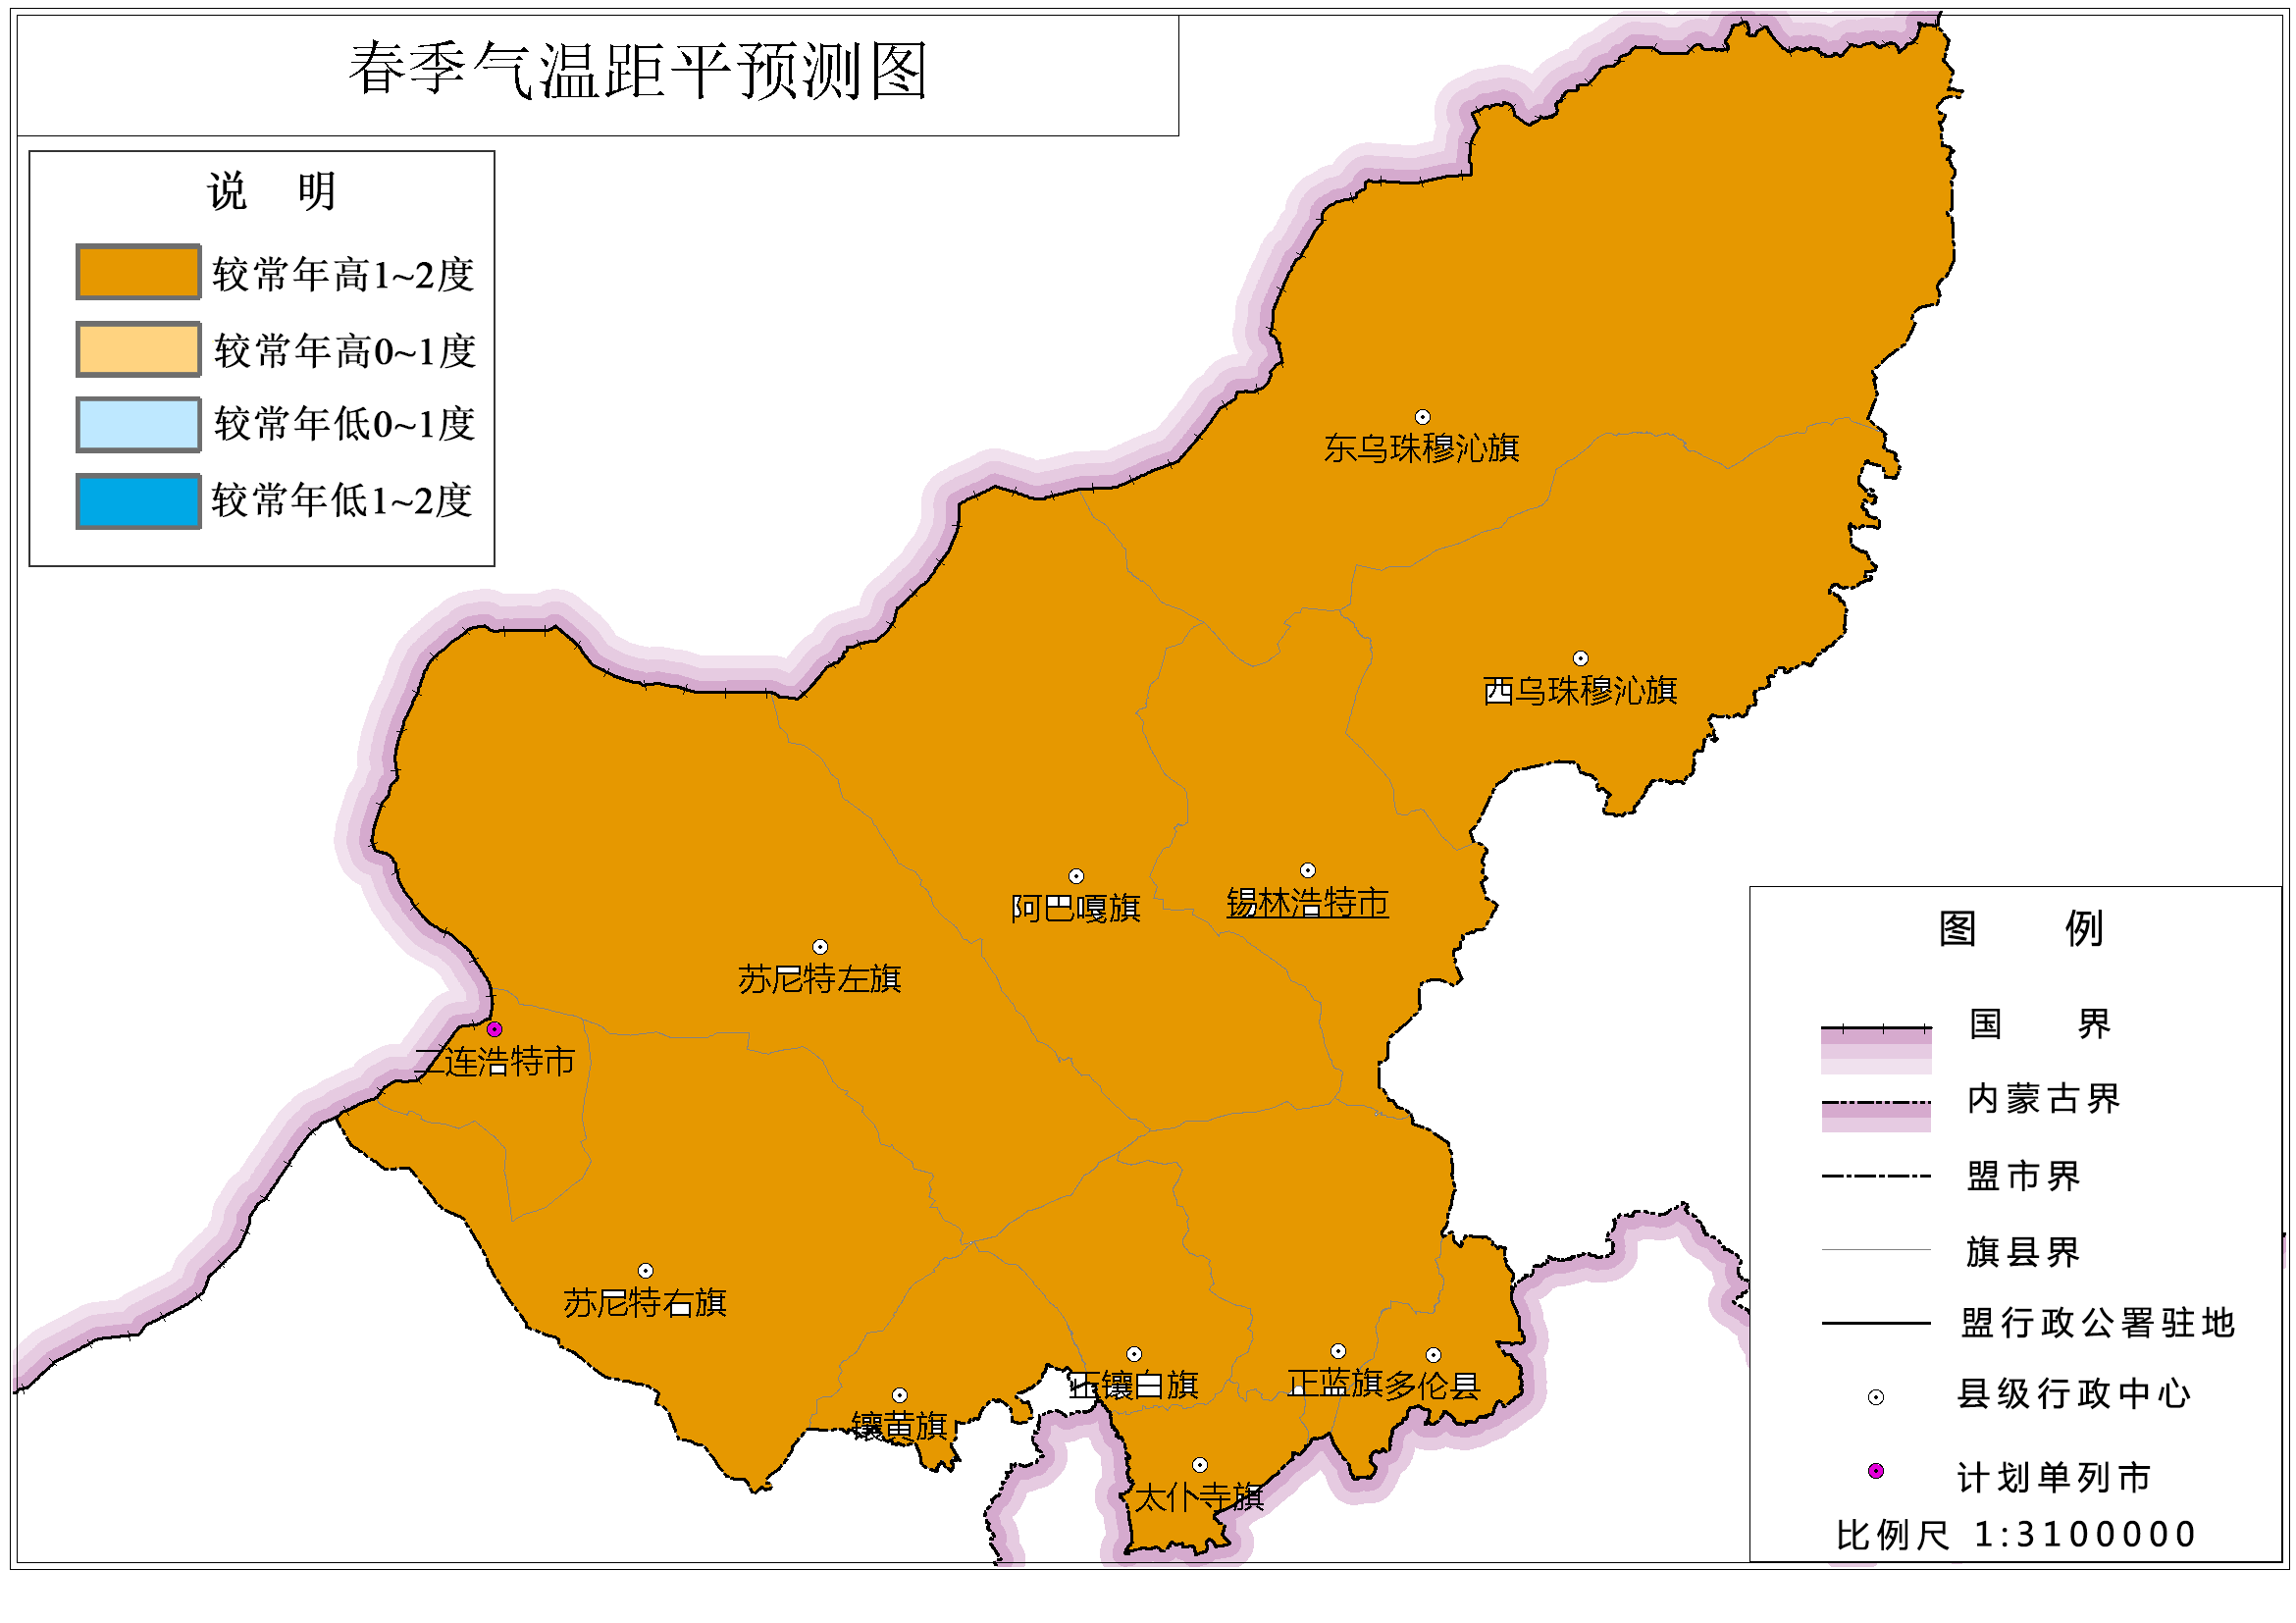 春季气温距平预测图
说 明
较常年高1~2度
较常年高0~1度
较常年低0~1度
较常年低1~2度
东乌珠穆沁旗
西乌珠穆沁旗
阿巴嘎旗
锡林浩特市
苏尼特左旗
二连浩特市
苏尼特右旗
正镶白旗
正蓝旗
多伦县
镶黄旗
太仆寺旗
图 例
国 界
内蒙古界
盟市界
旗县界
盟行政公署驻地
县级行政中心
计划单列市
比例尺 1:3100000